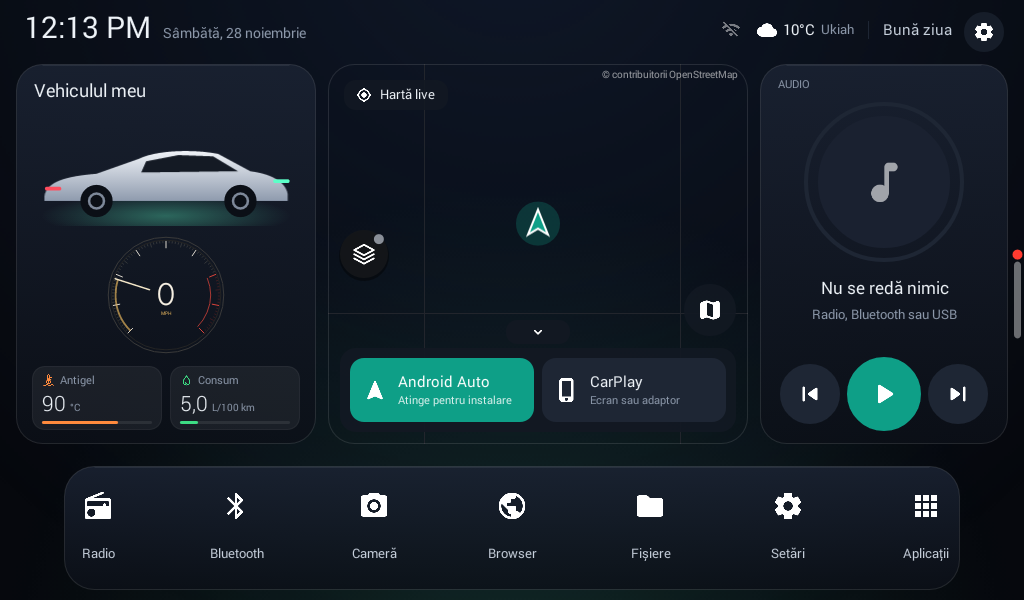 12:13 PM Sâmbătă, 28 noiembrie
10°C Ukiah
Bună ziua
Vehiculul meu
0
MPH
Antigel
90 °C
Consum
5,0 L/100 km
© contribuitorii OpenStreetMap
Hartă live
Android Auto
Atinge pentru instalare
CarPlay
Ecran sau adaptor
AUDIO
Nu se redă nimic
Radio, Bluetooth sau USB
Radio
Bluetooth
Cameră
Browser
Fișiere
Setări
Aplicații